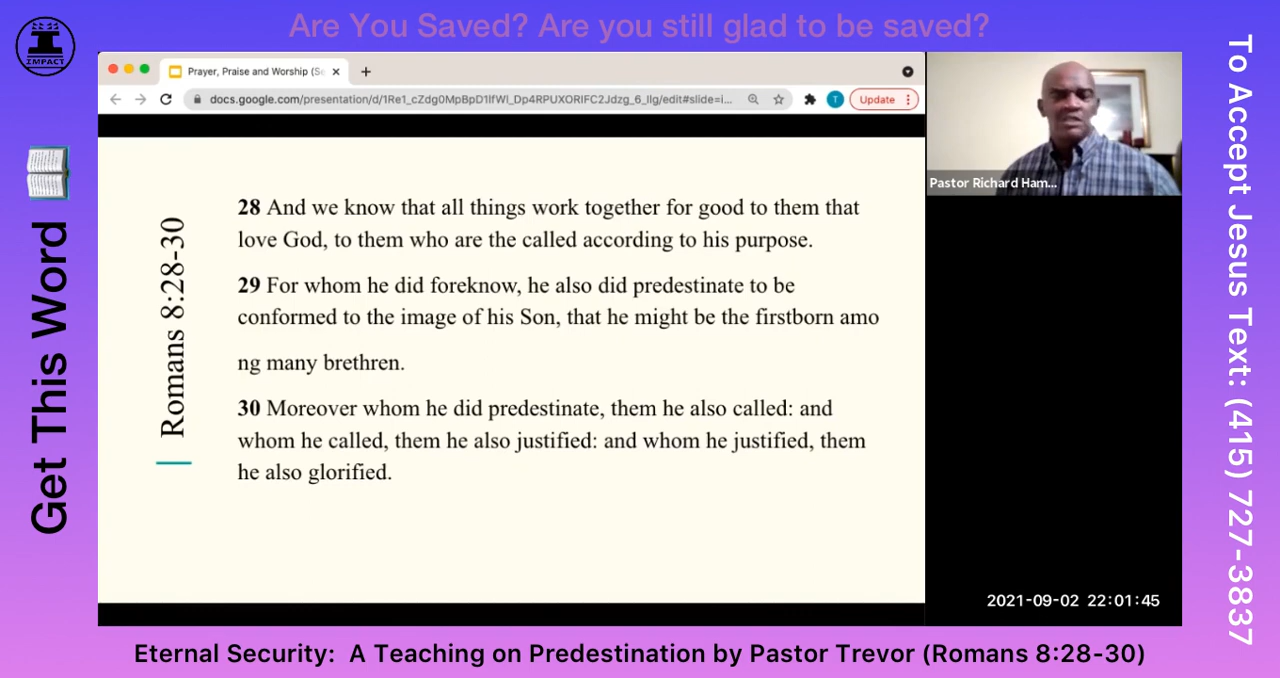 Are You Saved? Are you still glad to be saved?
IMPACT
Get This Word
Prayer, Praise and Worship (Se
docs.google.com/presentation/d/
Update
T
Romans 8:28-30
28 And we know that all things work together for good to them that
love God, to them who are the called according to his purpose.
29 For whom he did foreknow, he also did predestinate to be
conformed to the image of his Son, that he might be the firstborn amo
ng many brethren.
30 Moreover whom he did predestinate, them he also called: and
whom he called, them he also justified: and whom he justified, them
he also glorified.
Pastor Richard Ham...
2021-09-02 22:01:45
To Accept Jesus Text: (415) 727-3837
Eternal Security: A Teaching on Predestination by Pastor Trevor (Romans 8:28-30)